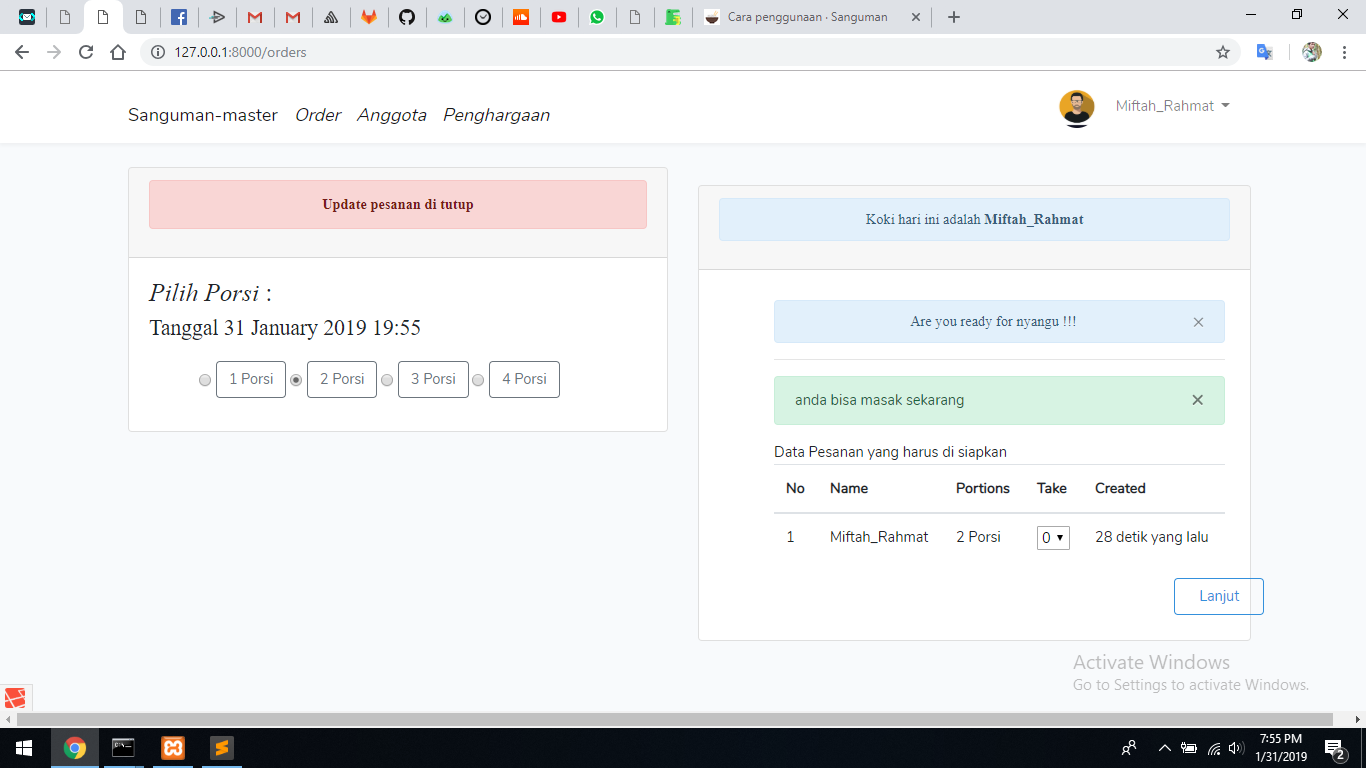 Cara penggunaan · Sanguman
127.0.0.1:8000/orders
Sanguman-master Order Anggota Penghargaan
Miftah_Rahmat
Update pesanan di tutup
Pilih Porsi :
Tanggal 31 January 2019 19:55
1 Porsi 2 Porsi 3 Porsi 4 Porsi
Koki hari ini adalah Miftah_Rahmat
Are you ready for nyangu !!! ×
anda bisa masak sekarang ×
Data Pesanan yang harus di siapkan
No Name Portions Take Created
1 Miftah_Rahmat 2 Porsi 0 28 detik yang lalu
Lanjut
Activate Windows
Go to Settings to activate Windows.
7:55 PM
1/31/2019
2